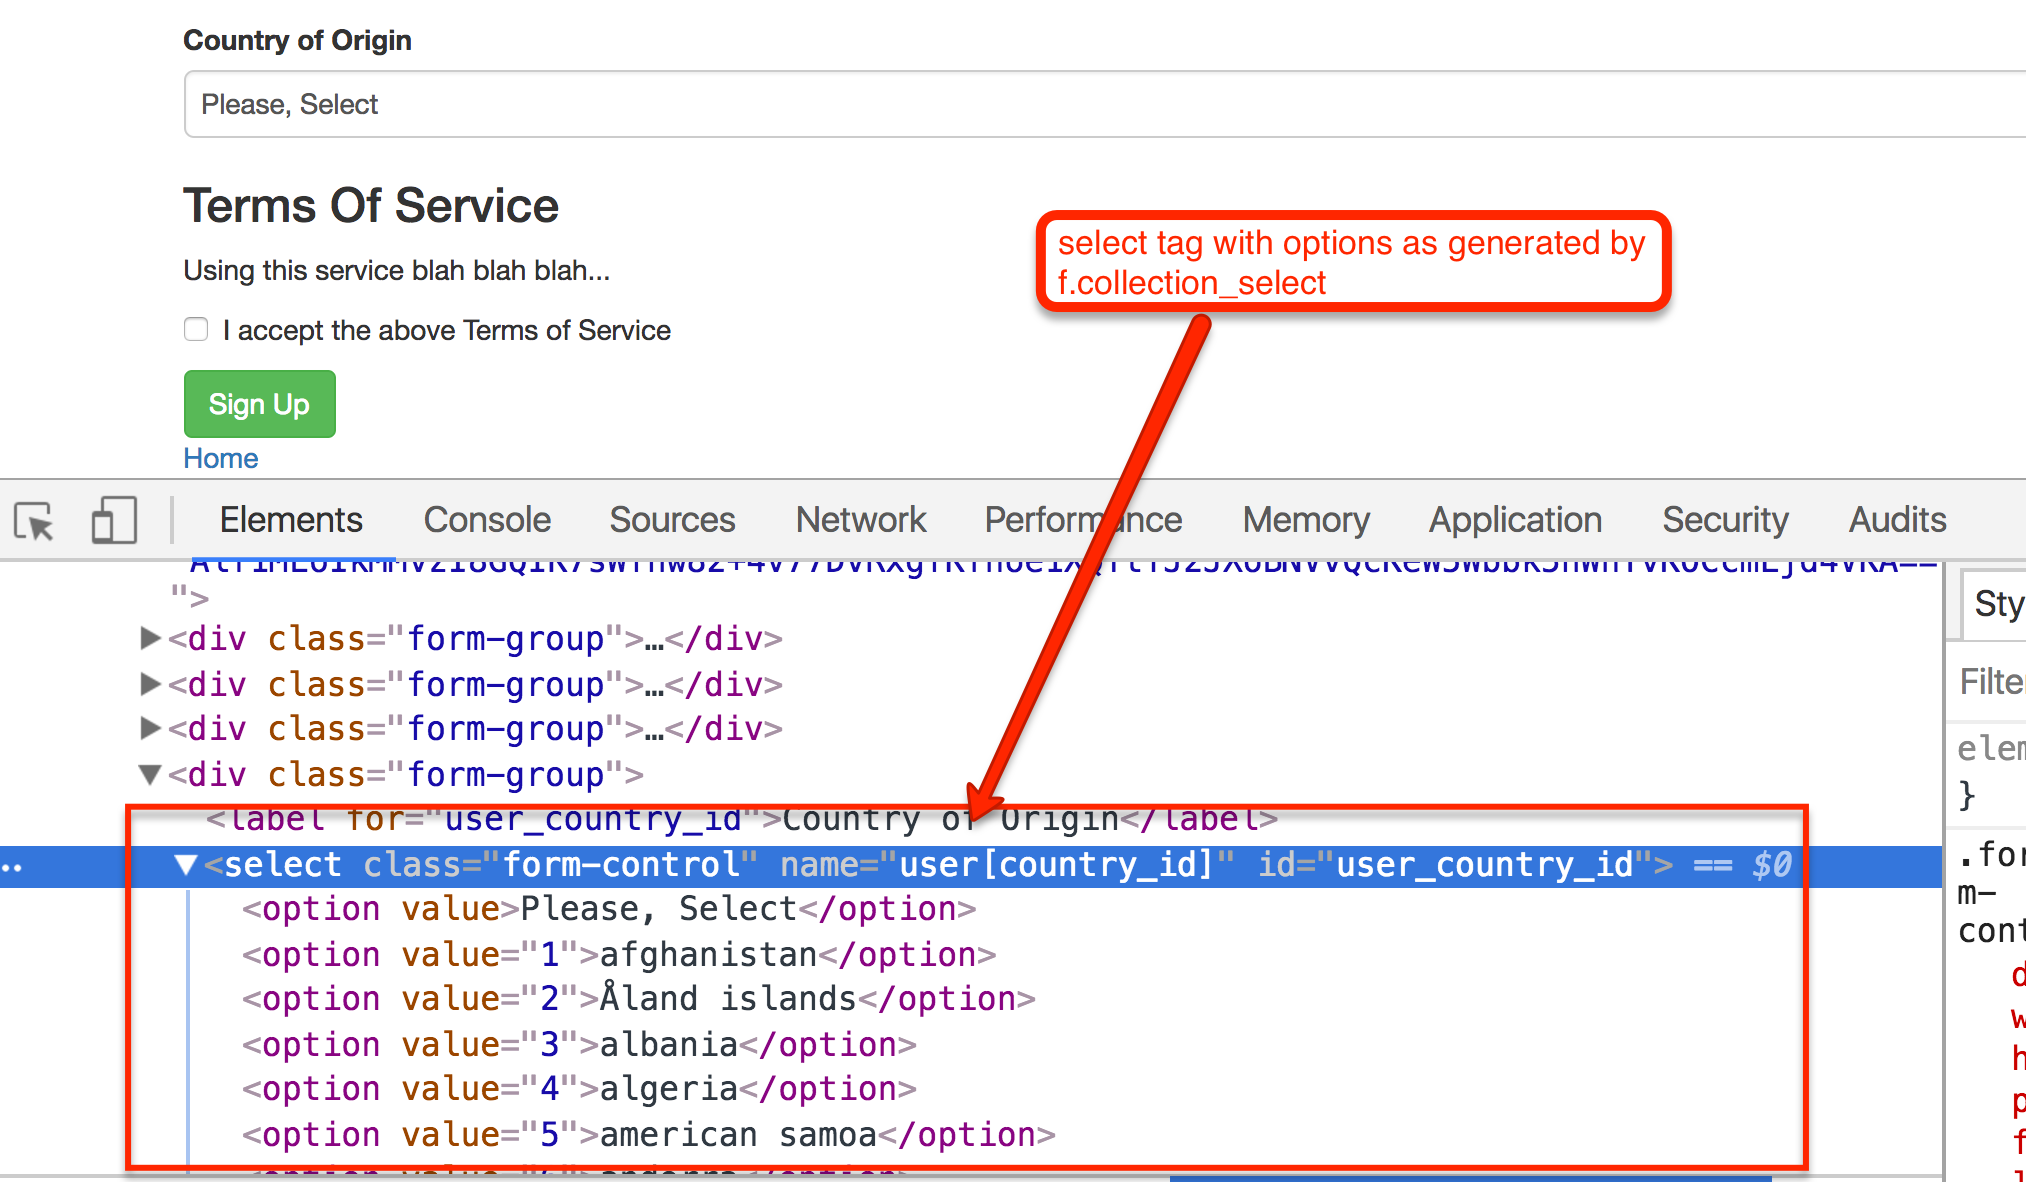 Country of Origin
Please, Select
Terms Of Service
Using this service blah blah blah...
I accept the above Terms of Service
Sign Up
Home
select tag with options as generated by
f.collection_select
Elements Console Sources Network Performance Memory Application Security Audits
">
<div class="form-group">…</div>
<div class="form-group">…</div>
<div class="form-group">…</div>
<div class="form-group">
<label for="user_country_id">Country of Origin</label>
<select class="form-control" name="user[country_id]" id="user_country_id"> == $0
<option value>Please, Select</option>
<option value="1">afghanistan</option>
<option value="2">Åland islands</option>
<option value="3">albania</option>
<option value="4">algeria</option>
<option value="5">american samoa</option>
Sty
Filte
elem
}
.for
m-
cont